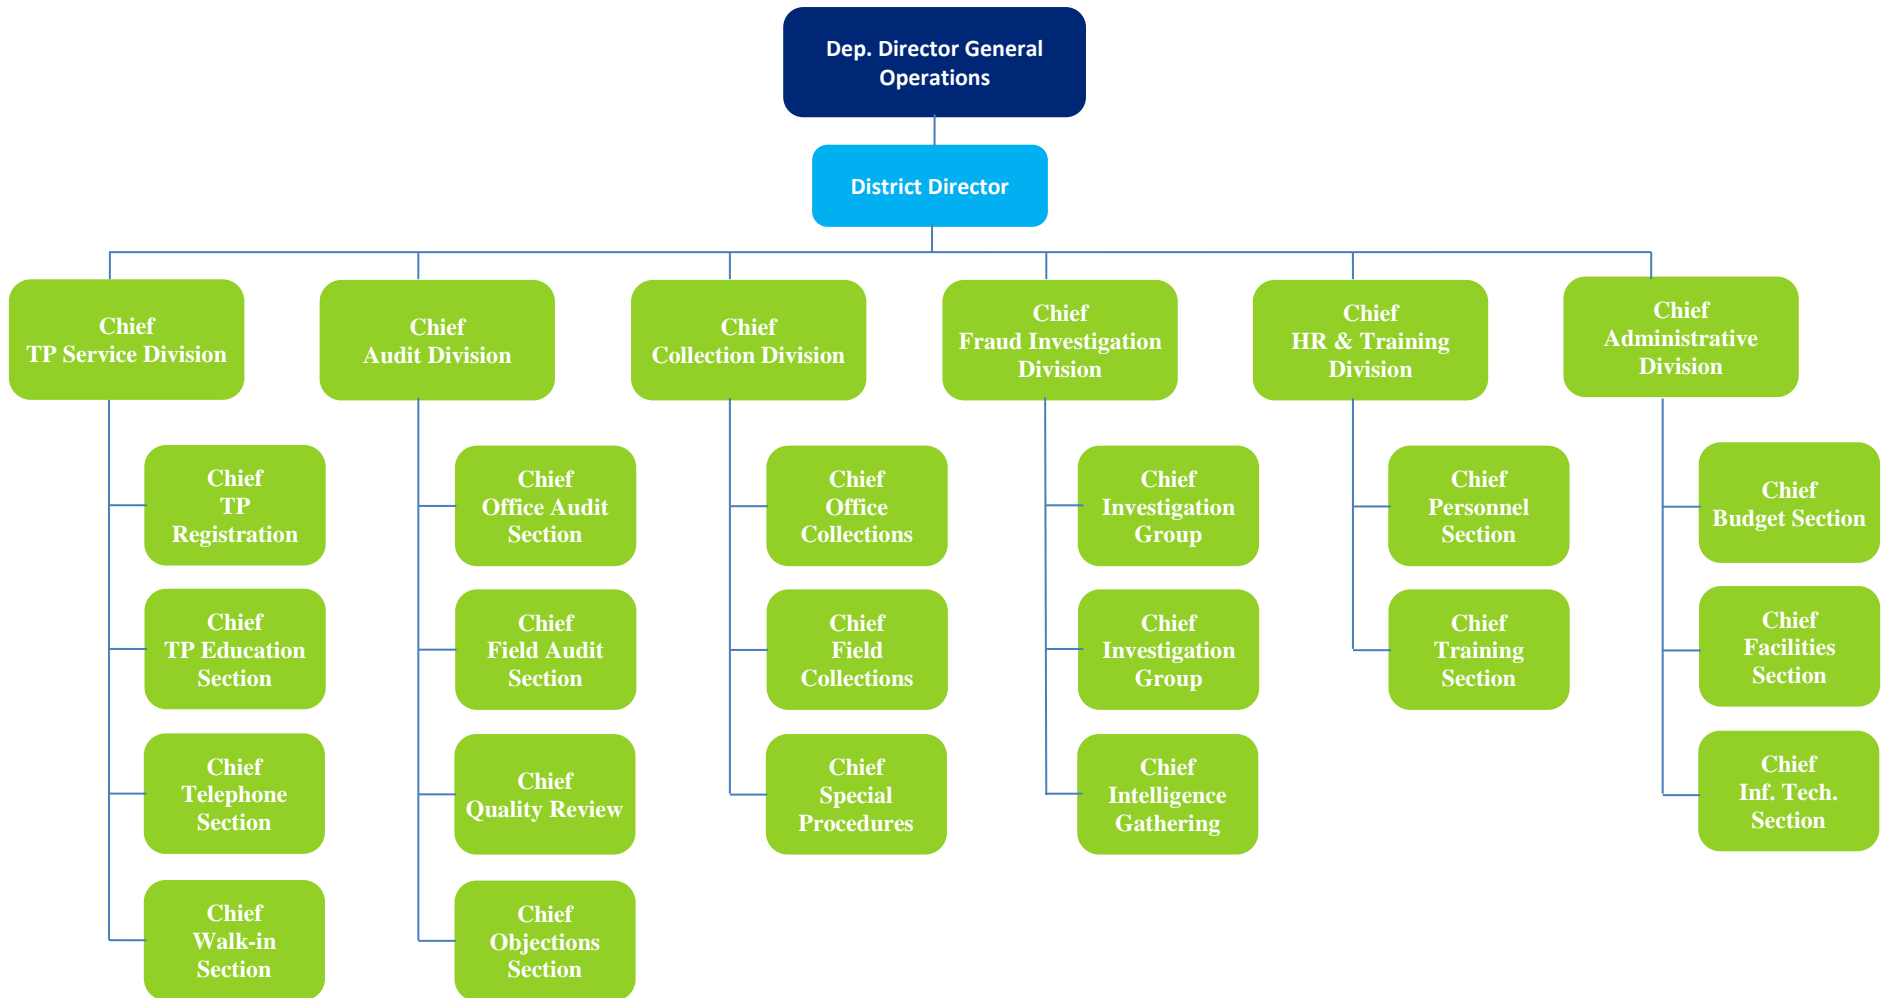 Dep. Director General
Operations
District Director
Chief
TP Service Division
Chief
Audit Division
Chief
Collection Division
Chief
Fraud Investigation
Division
Chief
HR & Training
Division
Chief
Administrative
Division
Chief
TP
Registration
Chief
Office Audit
Section
Chief
Office
Collections
Chief
Investigation
Group
Chief
Personnel
Section
Chief
Budget Section
Chief
TP Education
Section
Chief
Field Audit
Section
Chief
Field
Collections
Chief
Investigation
Group
Chief
Training
Section
Chief
Facilities
Section
Chief
Telephone
Section
Chief
Quality Review
Chief
Special
Procedures
Chief
Intelligence
Gathering
Chief
Inf. Tech.
Section
Chief
Walk-in
Section
Chief
Objections
Section